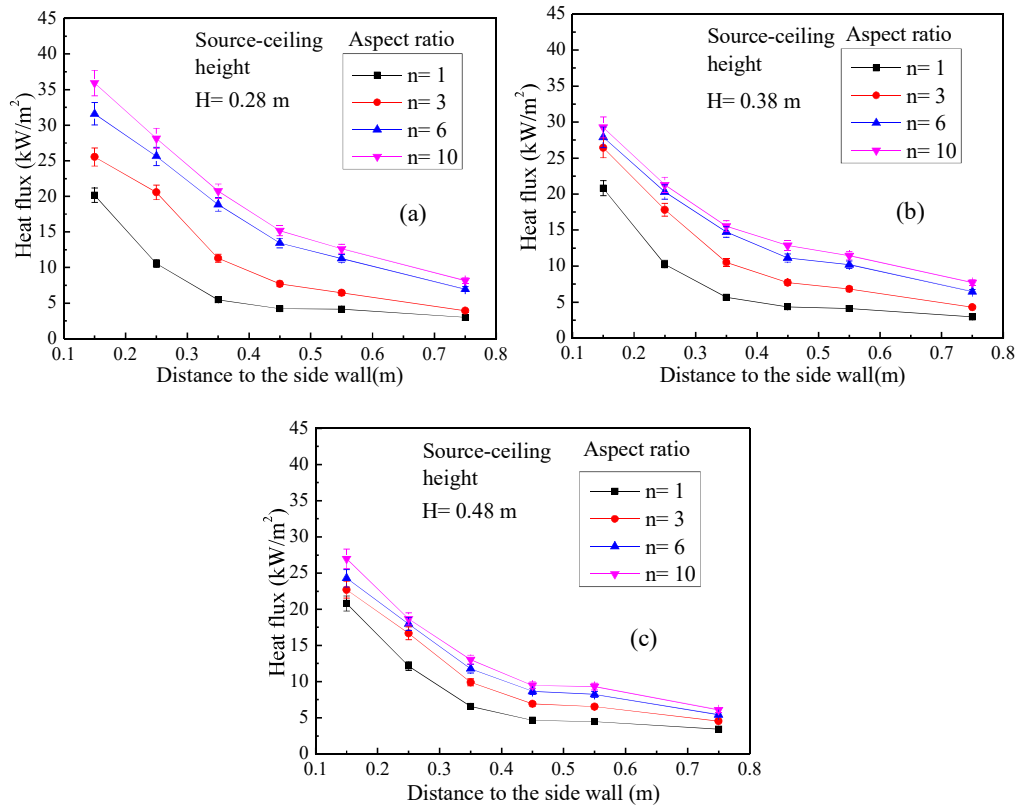 45
40
35
30
25
20
15
10
5
0
Heat flux (kW/m²)
Source-ceiling
height
H= 0.28 m
Aspect ratio
n= 1
n= 3
n= 6
n= 10
(a)
0.1 0.2 0.3 0.4 0.5 0.6 0.7 0.8
Distance to the side wall(m)
45
40
35
30
25
20
15
10
5
0
Heat flux (kW/m²)
Source-ceiling
height
H= 0.38 m
Aspect ratio
n= 1
n= 3
n= 6
n= 10
(b)
0.1 0.2 0.3 0.4 0.5 0.6 0.7 0.8
Distance to the side wall(m)
45
40
35
30
25
20
15
10
5
0
Heat flux (kW/m²)
Source-ceiling
height
H= 0.48 m
Aspect ratio
n= 1
n= 3
n= 6
n= 10
(c)
0.1 0.2 0.3 0.4 0.5 0.6 0.7 0.8
Distance to the side wall (m)